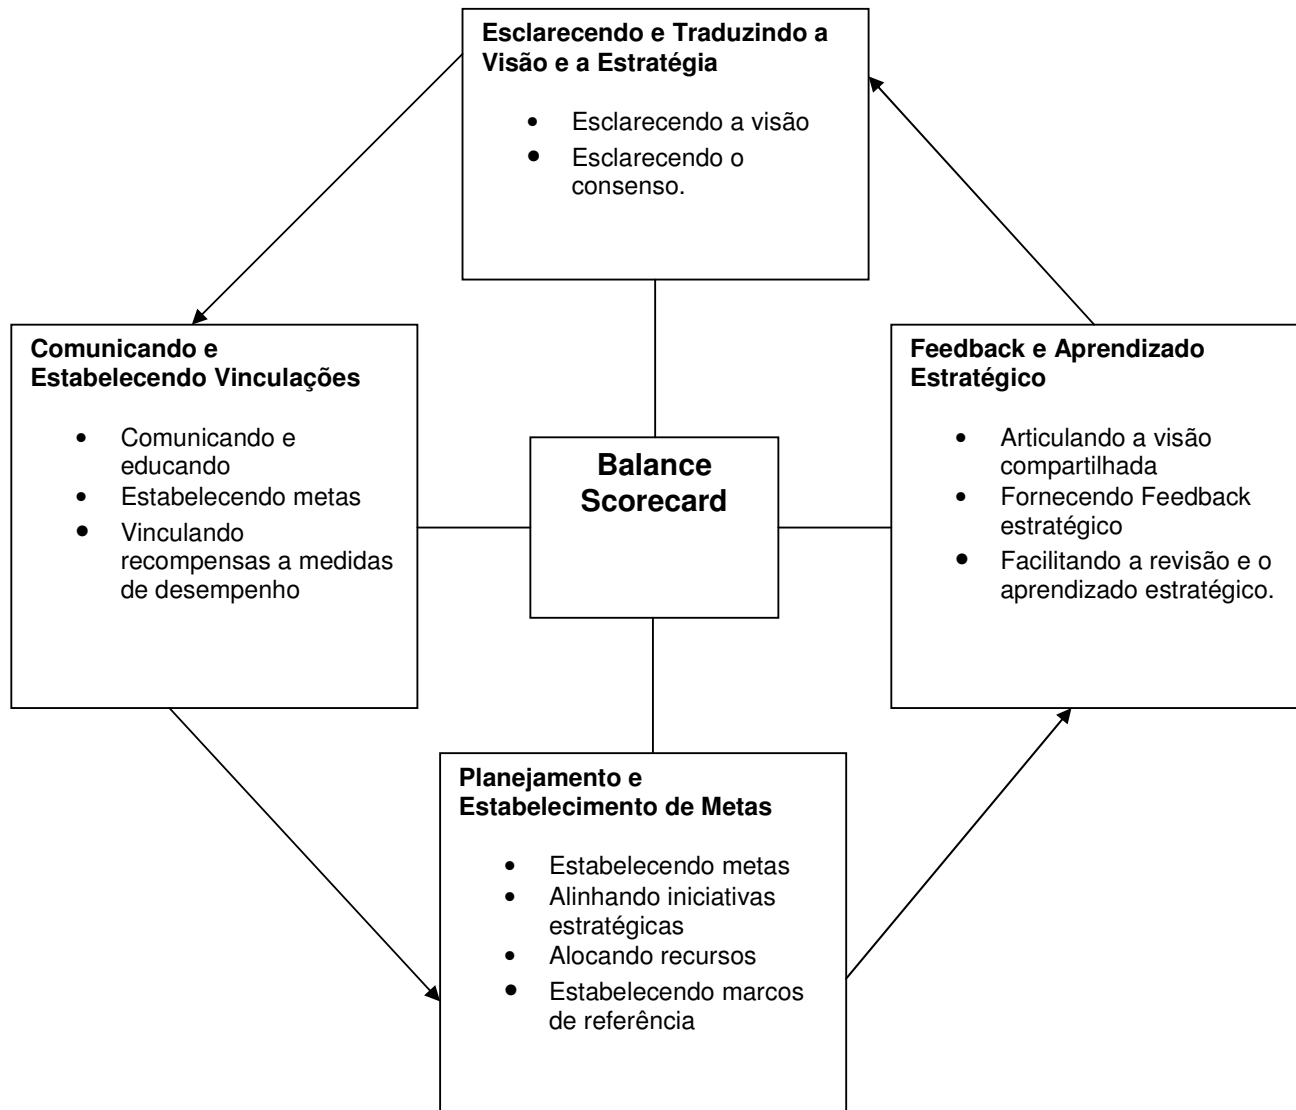 Esclarecendo e Traduzindo a
Visão e a Estratégia
• Esclarecendo a visão
• Esclarecendo o
consenso.
Comunicando e
Estabelecendo Vinculações
• Comunicando e
educando
• Estabelecendo metas
• Vinculando
recompensas a medidas
de desempenho
Balance
Scorecard
Feedback e Aprendizado
Estratégico
• Articulando a visão
compartilhada
• Fornecendo Feedback
estratégico
• Facilitando a revisão e o
aprendizado estratégico.
Planejamento e
Estabelecimento de Metas
• Estabelecendo metas
• Alinhando iniciativas
estratégicas
• Alocando recursos
• Estabelecendo marcos
de referência